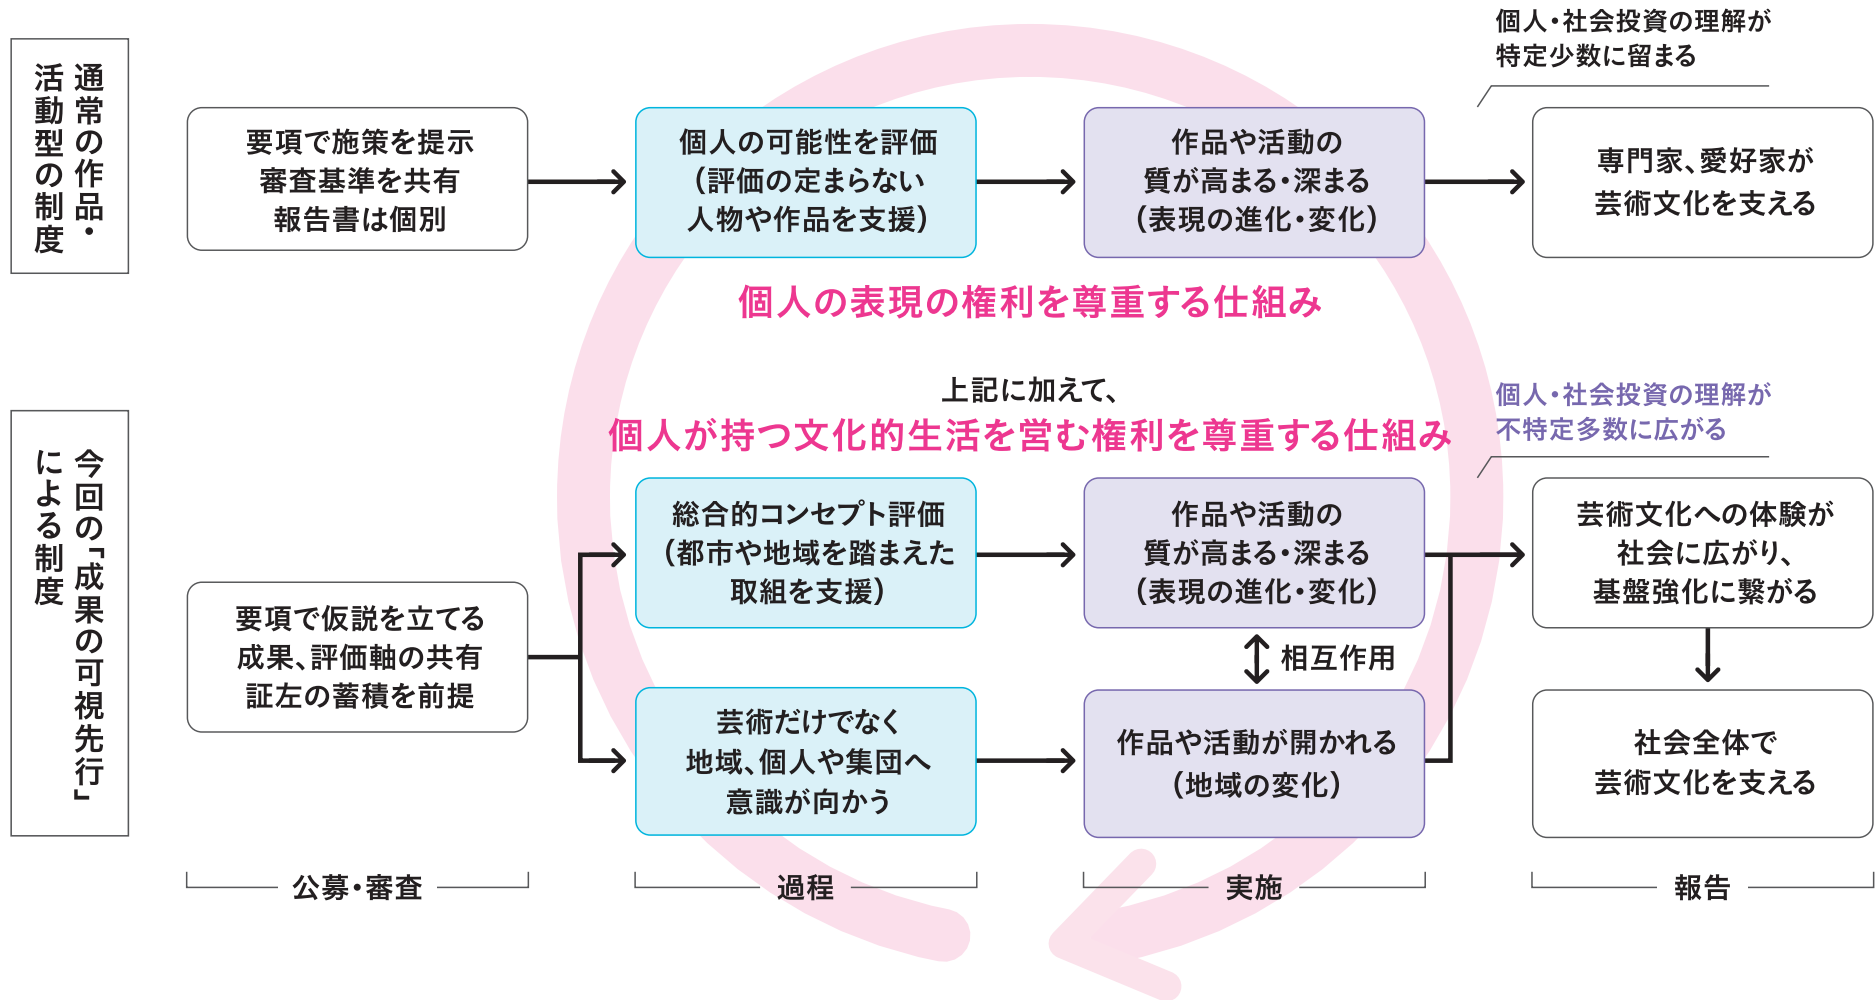 通常の作品・
活動型の制度
要項で施策を提示
審査基準を共有
報告書は個別
個人の可能性を評価
（評価の定まらない
人物や作品を支援）
作品や活動の
質が高まる・深まる
（表現の進化・変化）
個人・社会投資の理解が
特定少数に留まる
専門家、愛好家が
芸術文化を支える
個人の表現の権利を尊重する仕組み
上記に加えて、
個人が持つ文化的生活を営む権利を尊重する仕組み
今回の「成果の可視先行」
による制度
要項で仮説を立てる
成果、評価軸の共有
証左の蓄積を前提
総合的コンセプト評価
（都市や地域を踏まえた
取組を支援）
作品や活動の
質が高まる・深まる
（表現の進化・変化）
個人・社会投資の理解が
不特定多数に広がる
芸術文化への体験が
社会に広がり、
基盤強化に繋がる
相互作用
芸術だけでなく
地域、個人や集団へ
意識が向かう
作品や活動が開かれる
（地域の変化）
社会全体で
芸術文化を支える
公募・審査
過程
実施
報告